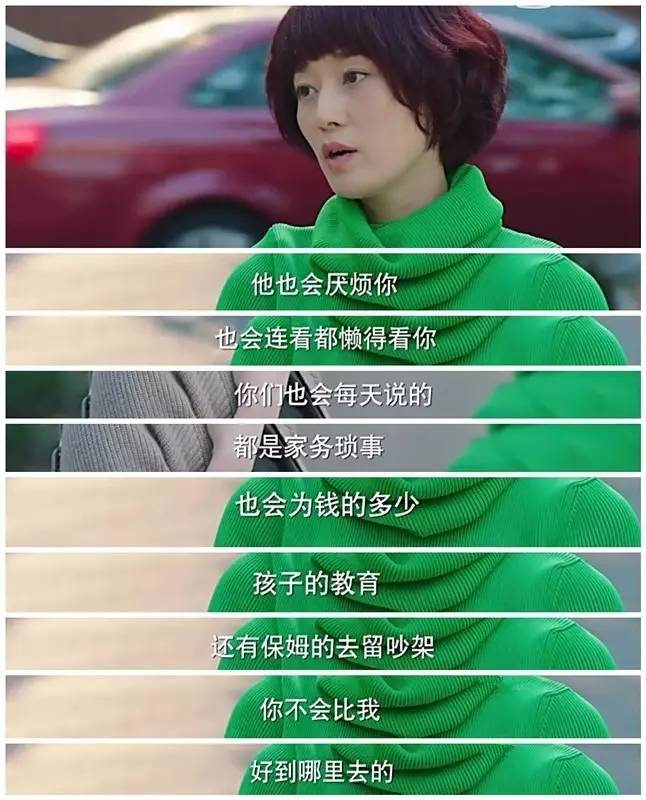 他也会厌烦你
也会连看都懒得看你
你们也会每天说的
都是家务琐事
也会为钱的多少
孩子的教育
还有保姆的去留吵架
你不会比我
好到哪里去的